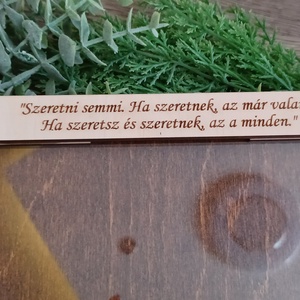 "Szeretni semmi. Ha szeretnek, az már
Ha szeretsz és szeretnek, az a minden."